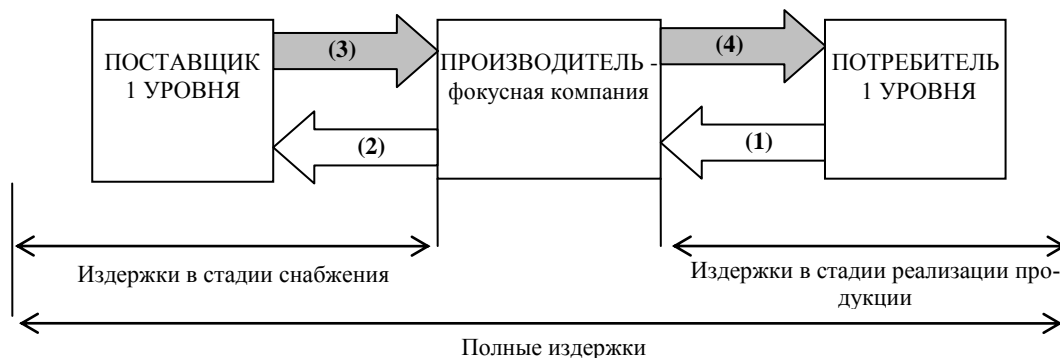 ПОСТАВЩИК
1 УРОВНЯ
(3)
(2)
ПРОИЗВОДИТЕЛЬ -
фокусная компания
(4)
(1)
ПОТРЕБИТЕЛЬ
1 УРОВНЯ
Издержки в стадии снабжения
Издержки в стадии реализации про-
дукции
Полные издержки